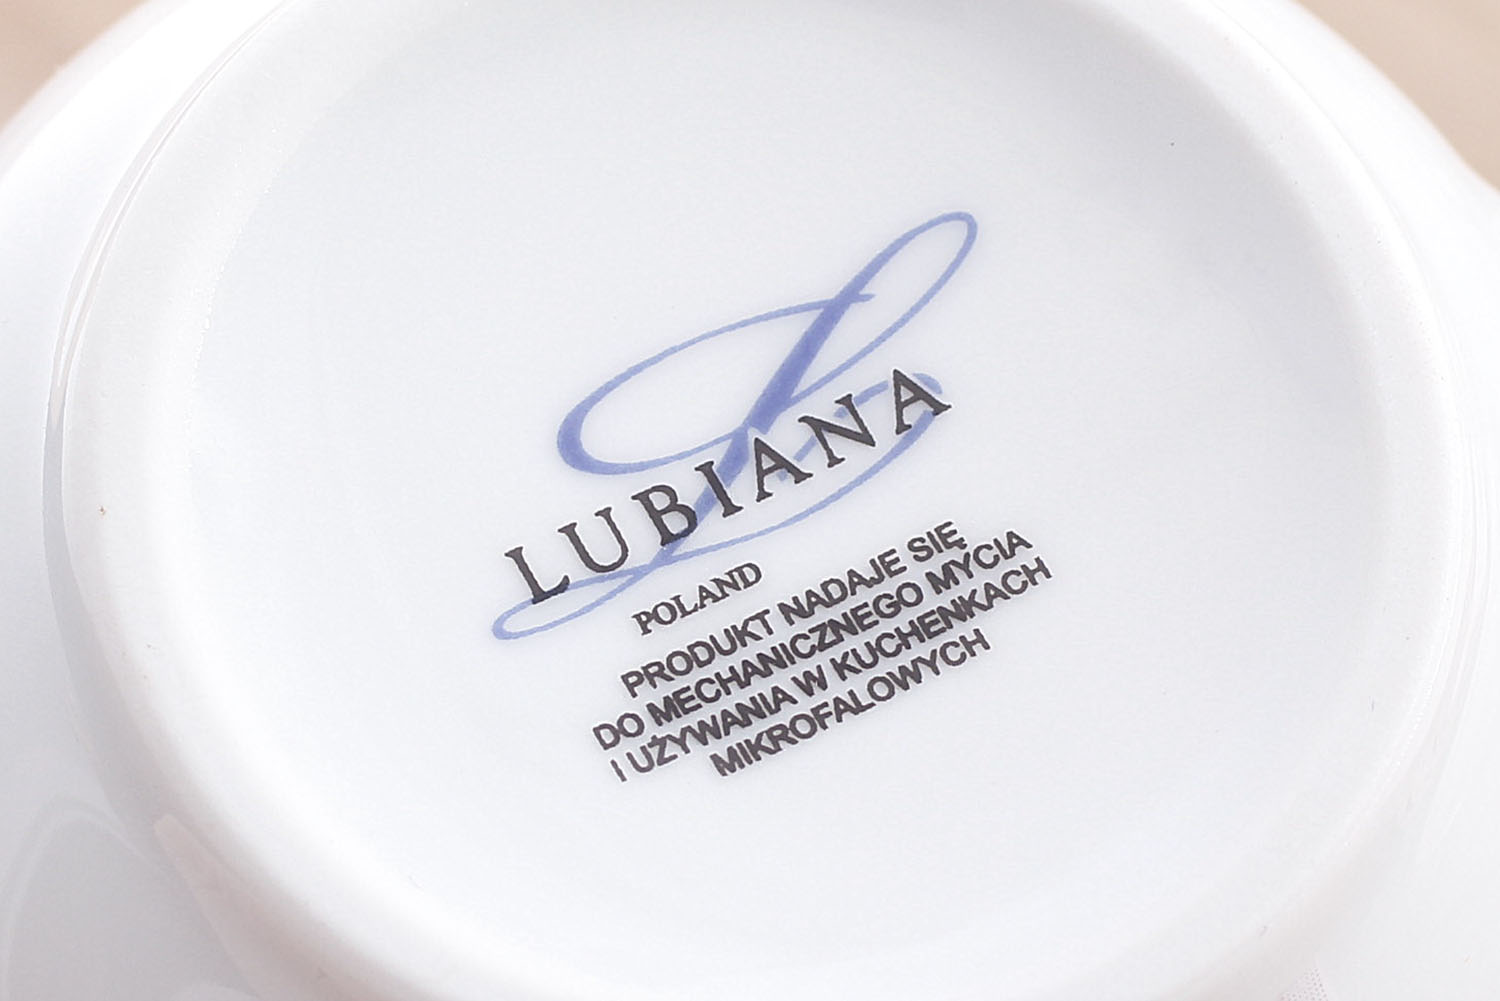 LUBIANA
POLAND
PRODUKT NADAJE SIĘ
DO MECHANICZNEGO MYCIA
I UŻYWANIA W KUCHENKACH
MIKROFALOWYCH